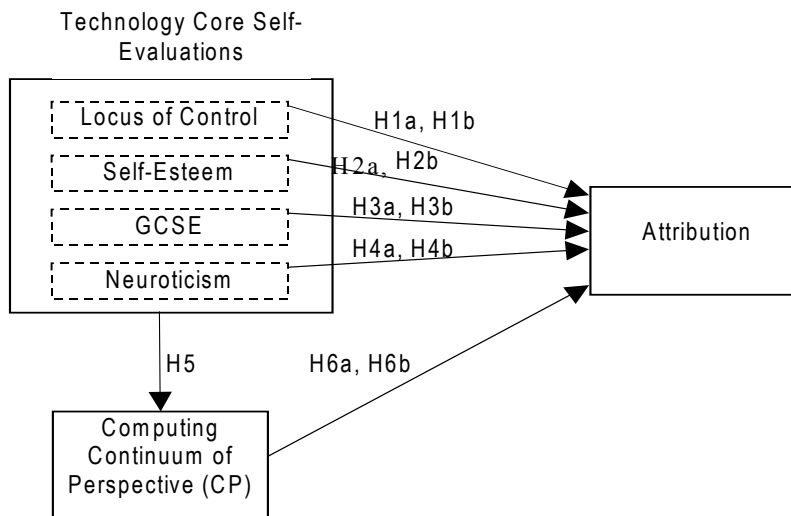 Technology Core Self-
Evaluations
Locus of Control
H1a, H1b
Self-Esteem
H2a, H2b
GCSE
H3a, H3b
Attribution
Neuroticism
H4a, H4b
H5
H6a, H6b
Computing
Continuum of
Perspective (CP)